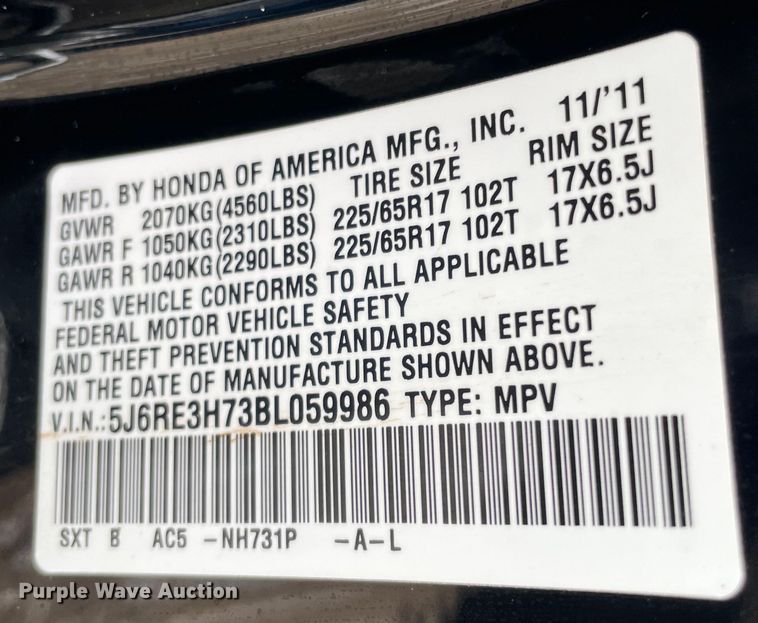 MFD. BY HONDA OF AMERICA MFG., INC. 11/'11
GVWR 2070KG(4560LBS) TIRE SIZE RIM SIZE
GAWR F 1050KG(2310LBS) 225/65R17 102T 17X6.5J
GAWR R 1040KG(2290LBS) 225/65R17 102T 17X6.5J
THIS VEHICLE CONFORMS TO ALL APPLICABLE
FEDERAL MOTOR VEHICLE SAFETY
AND THEFT PREVENTION STANDARDS IN EFFECT
ON THE DATE OF MANUFACTURE SHOWN ABOVE.
V.I.N.:5J6RE3H73BL059986 TYPE: MPV
SXT B AC5 -NH731P -A-L
Purple Wave Auction